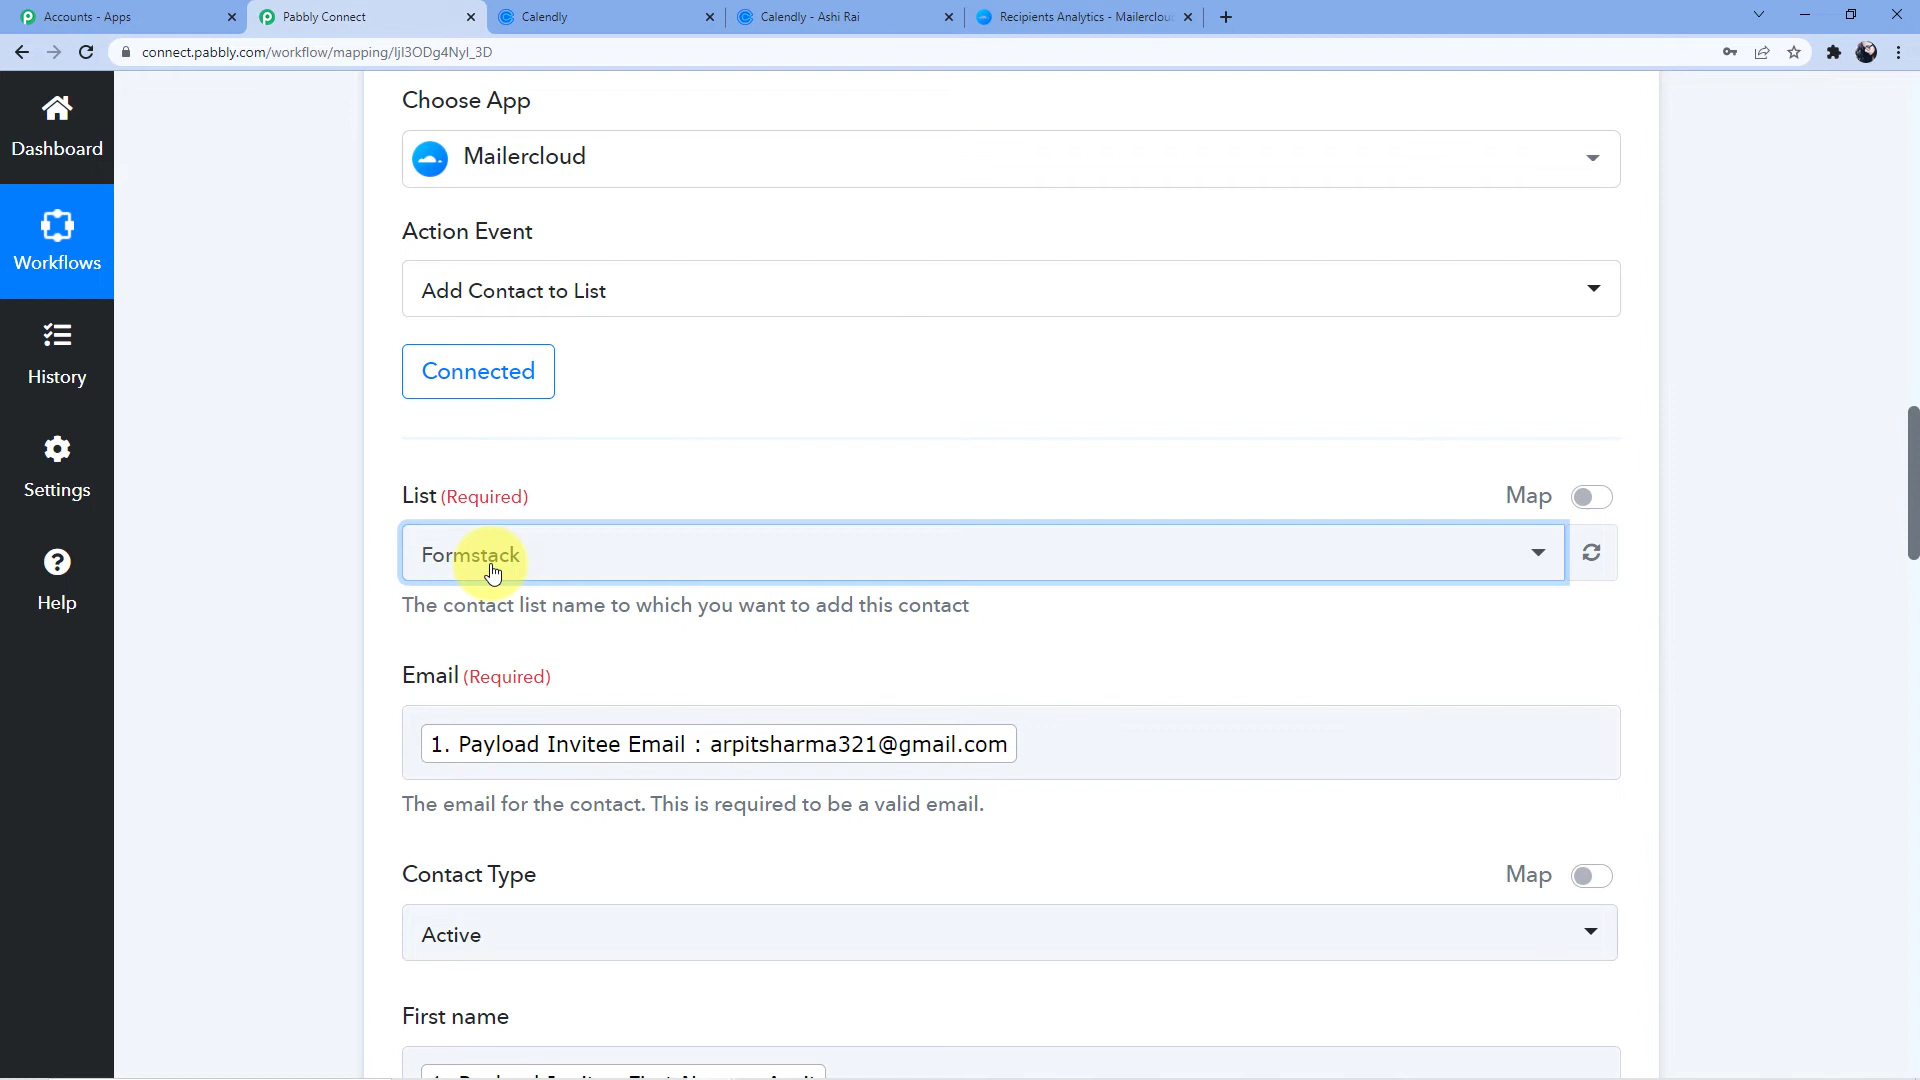 Accounts - Apps
Pabbly Connect
Calendly
Calendly - Ashi Rai
Recipients Analytics - Mailerclou
connect.pabbly.com/workflow/mapping/IjI3ODg4NyI_3D
Dashboard
Workflows
History
Settings
Help
Choose App
Mailercloud
Action Event
Add Contact to List
Connected
List (Required)
Map
Formstack
The contact list name to which you want to add this contact
Email (Required)
1. Payload Invitee Email : arpitsharma321@gmail.com
The email for the contact. This is required to be a valid email.
Contact Type
Map
Active
First name